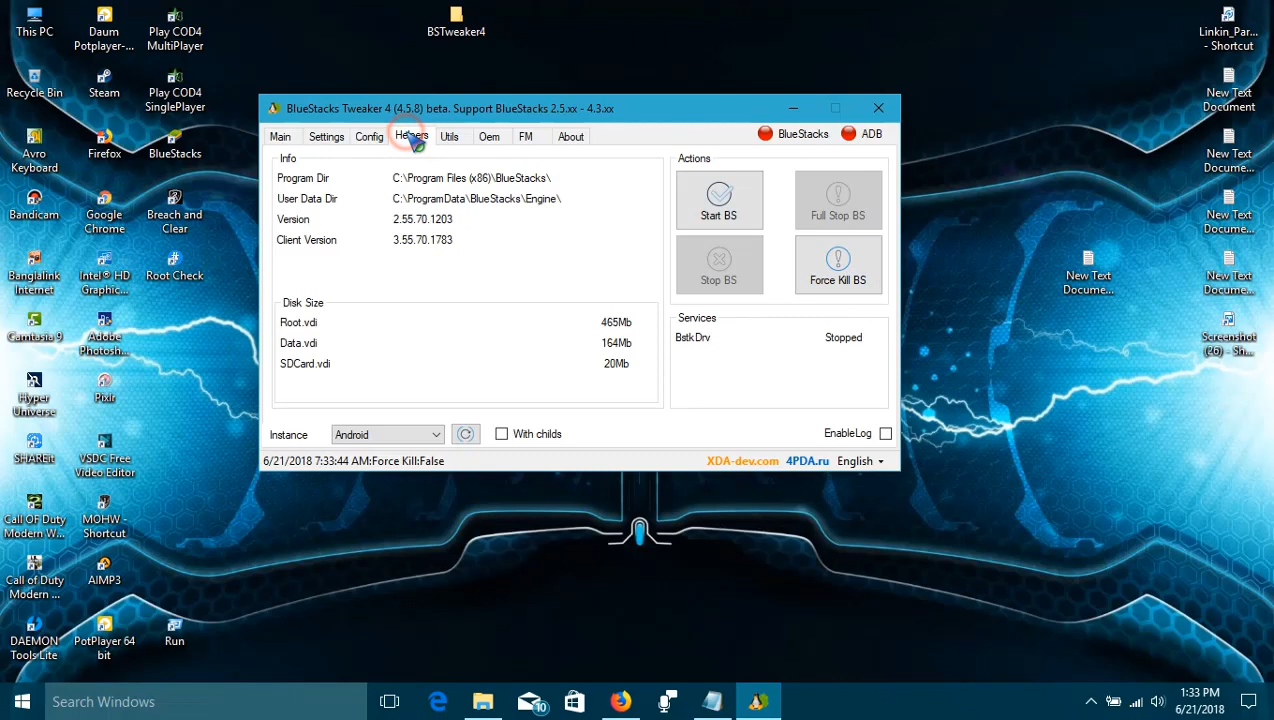 This PC
Daum
Potplayer-...
Play COD4
MultiPlayer
BSTweaker4
Linkin_Par...
- Shortcut
Recycle Bin
Steam
Play COD4
SinglePlayer
New Text
Docume...
Avro
Keyboard
Firefox
BlueStacks
New Text
Docume...
Bandicam
Google
Chrome
Breach and
Clear
New Text
Docume...
Banglalink
Internet
Intel® HD
Graphic...
Root Check
New Text
Docume...
New Text
Docume...
Camtasia 9
Adobe
Photosh...
Screenshot
(26) - Sh...
Hyper
Universe
Pixlr
SHAREit
VSDC Free
Video Editor
Call OF Duty
Modern W...
MOHW -
Shortcut
Call of Duty
Modern ...
AIMP3
DAEMON
Tools Lite
PotPlayer 64
bit
Run
BlueStacks Tweaker 4 (4.5.8) beta. Support BlueStacks 2.5.xx - 4.3.xx
Main Settings Config Helpers Utils Oem FM About
BlueStacks ADB
Info
Program Dir C:\Program Files (x86)\BlueStacks\
User Data Dir C:\ProgramData\BlueStacks\Engine\
Version 2.55.70.1203
Client Version 3.55.70.1783
Disk Size
Root.vdi 465Mb
Data.vdi 164Mb
SDCard.vdi 20Mb
Actions
Start BS Full Stop BS
Stop BS Force Kill BS
Services
BstkDrv Stopped
Instance Android With childs EnableLog
6/21/2018 7:33:44 AM:Force Kill:False XDA-dev.com 4PDA.ru English
Search Windows
10
1:33 PM
6/21/2018